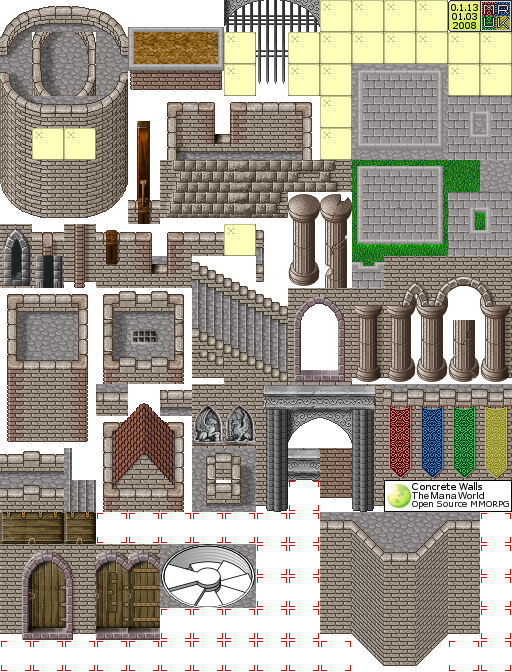 0.1.13
01.03
2008
Concrete Walls
The Mana World
Open Source MMORPG